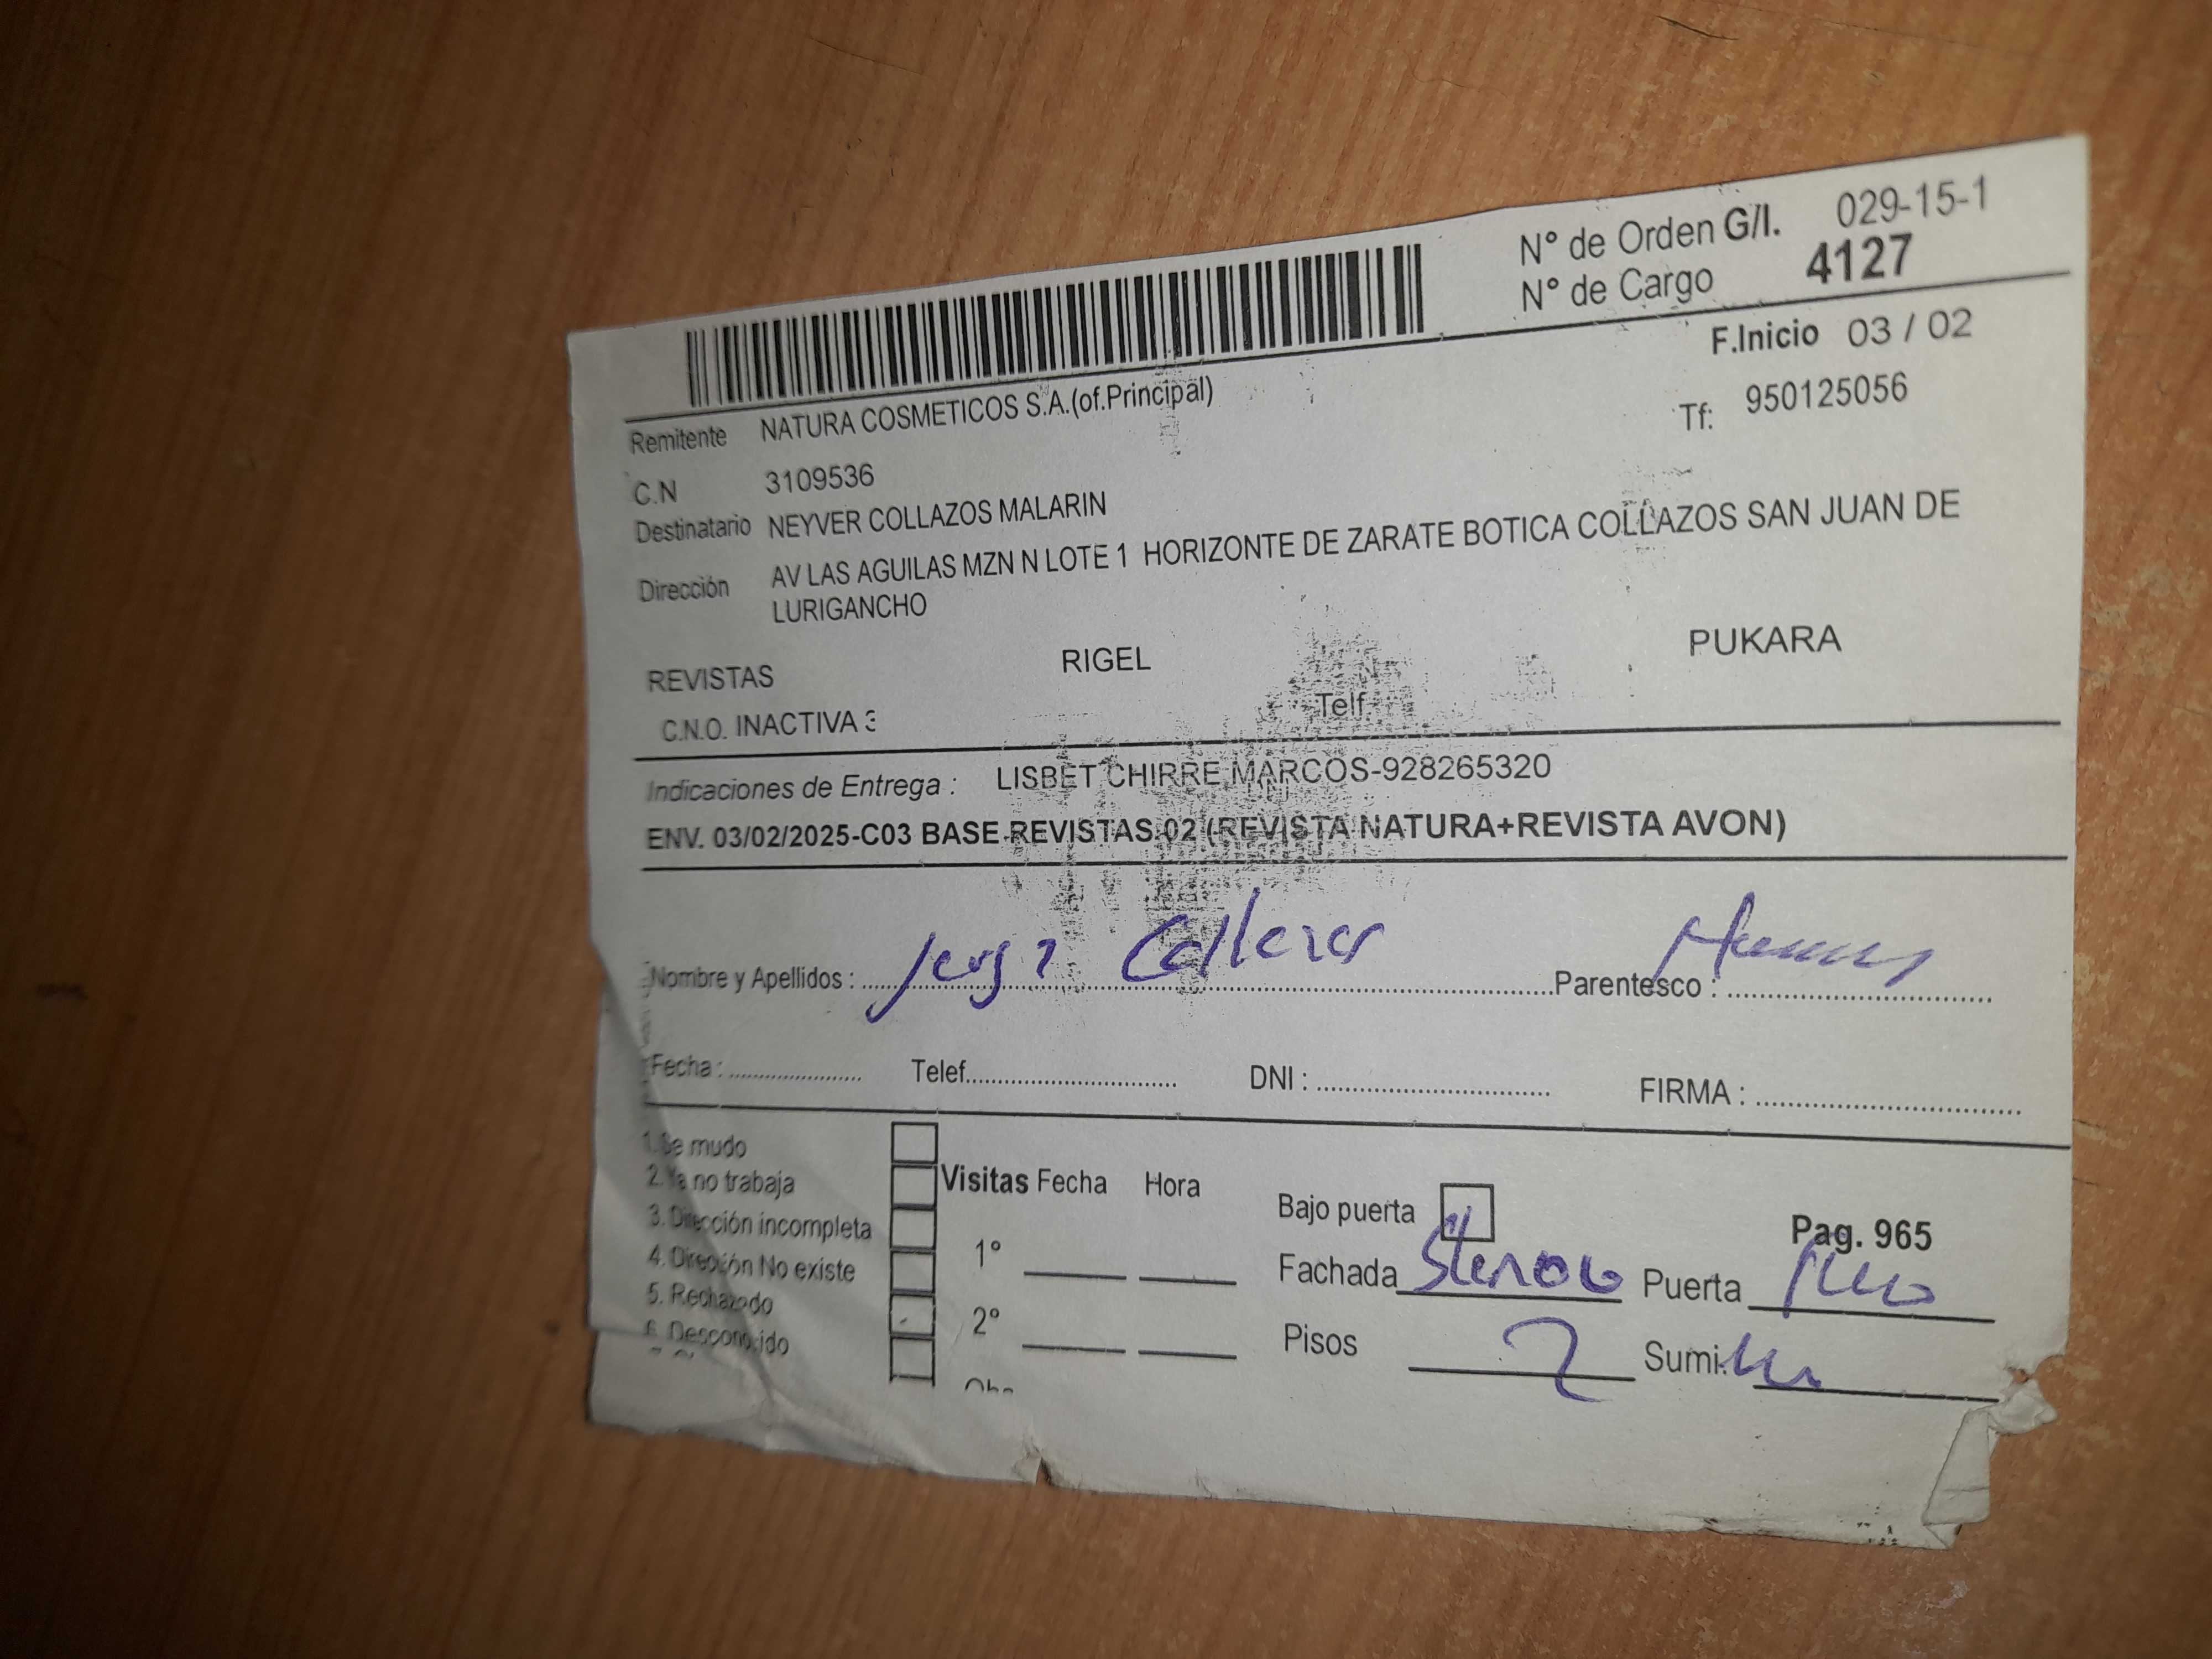 N° de Orden G/I. 029-15-1
N° de Cargo 4127
F.Inicio 03 / 02
Remitente NATURA COSMETICOS S.A.(of.Principal)
Tf: 950125056
C.N 3109536
Destinatario NEYVER COLLAZOS MALARIN
Dirección AV LAS AGUILAS MZN N LOTE 1 HORIZONTE DE ZARATE BOTICA COLLAZOS SAN JUAN DE
LURIGANCHO
REVISTAS RIGEL PUKARA
C.N.O. INACTIVA 3 Telf.
Indicaciones de Entrega : LISBET CHIRRE MARCOS-928265320
ENV. 03/02/2025-C03 BASE-REVISTAS-02 (REVISTA NATURA+REVISTA AVON)
Nombre y Apellidos : Parentesco :
Fecha : Telef. DNI : FIRMA :
1. Se mudo
2. Ya no trabaja Visitas Fecha Hora
3. Dirección incompleta 1°
4. Dirección No existe
5. Rechazado 2°
6. Desconocido
Bajo puerta Pag. 965
Fachada Puerta
Pisos 2 Sumi.